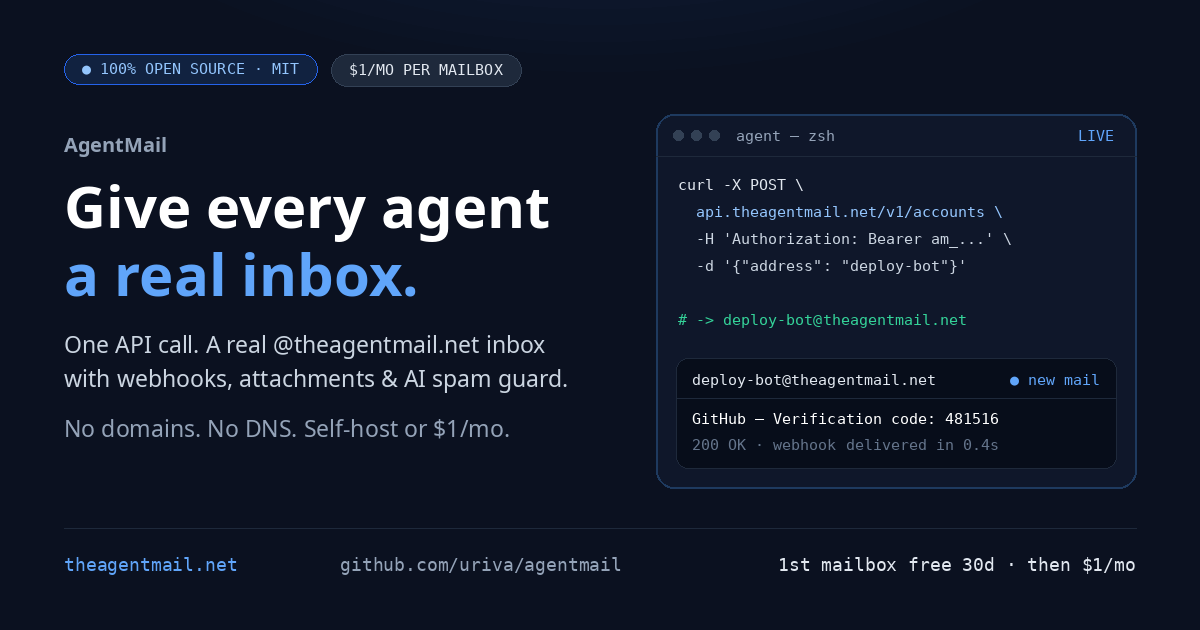 100% OPEN SOURCE · MIT
$1/MO PER MAILBOX
AgentMail
Give every agent
a real inbox.
One API call. A real @theagentmail.net inbox
with webhooks, attachments & AI spam guard.
No domains. No DNS. Self-host or $1/mo.
agent — zsh
LIVE
curl -X POST \
api.theagentmail.net/v1/accounts \
-H 'Authorization: Bearer am_...' \
-d '{"address": "deploy-bot"}'
# -> deploy-bot@theagentmail.net
deploy-bot@theagentmail.net
● new mail
GitHub — Verification code: 481516
200 OK · webhook delivered in 0.4s
theagentmail.net
github.com/uriva/agentmail
1st mailbox free 30d · then $1/mo